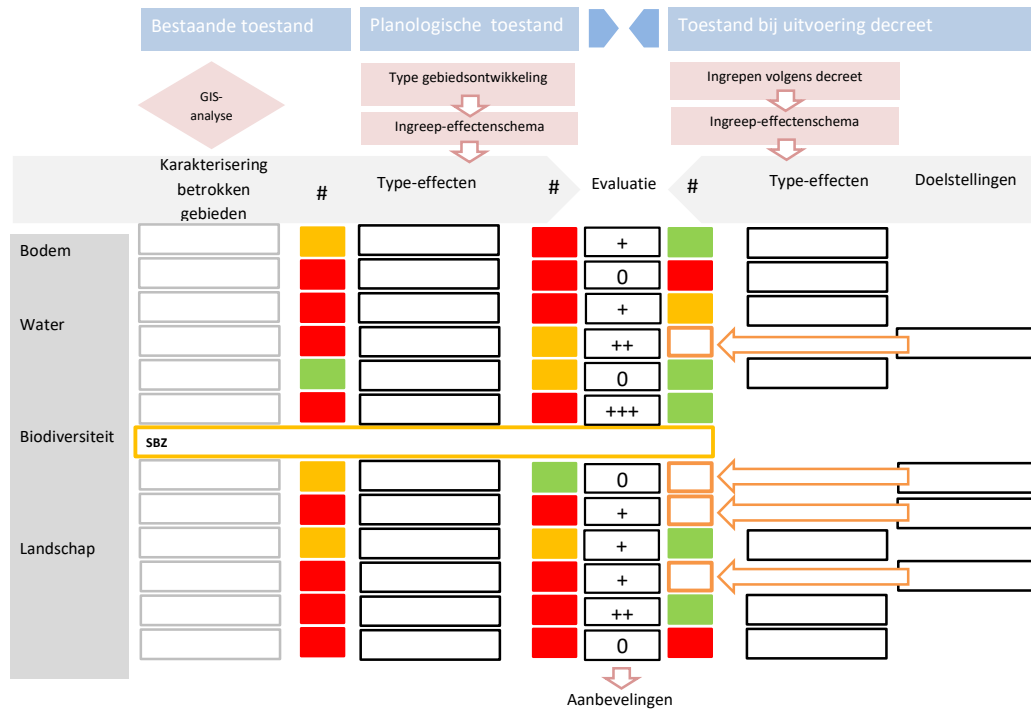 Bestaande toestand
Planologische toestand
Toestand bij uitvoering decreet
GIS-
analyse
Type gebiedsontwikkeling
Ingreep-effectenschema
Ingrepen volgens decreet
Ingreep-effectenschema
Karakterisering
betrokken
gebieden
#
Type-effecten
#
Evaluatie
#
Type-effecten
Doelstellingen
Bodem
+
0
Water
+
++
0
+++
Biodiversiteit
SBZ
0
+
Landschap
+
+
++
0
Aanbevelingen